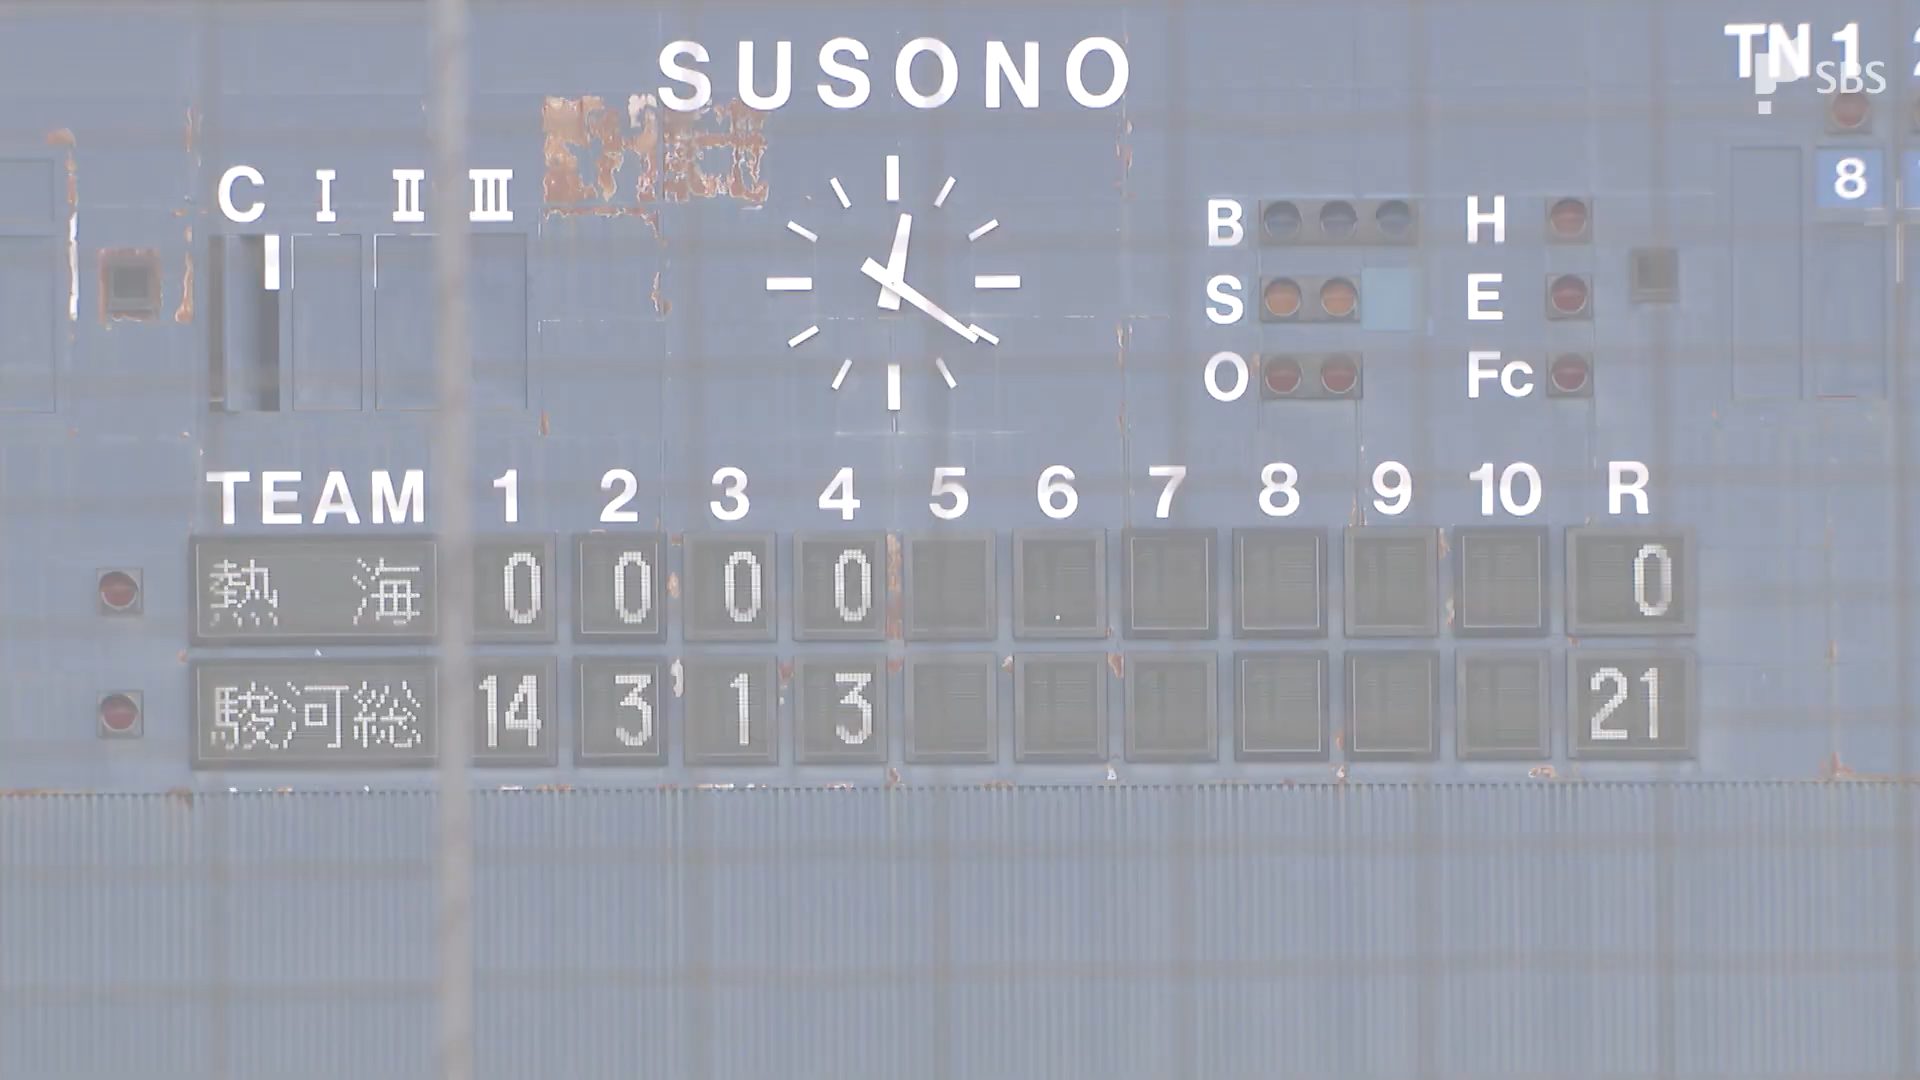 SUSONO
TN 1
SBS
8
C I II III
B H
S E
O Fc
TEAM 1 2 3 4 5 6 7 8 9 10 R
熱海 0 0 0 0 0
駿河総 14 3 1 3 21